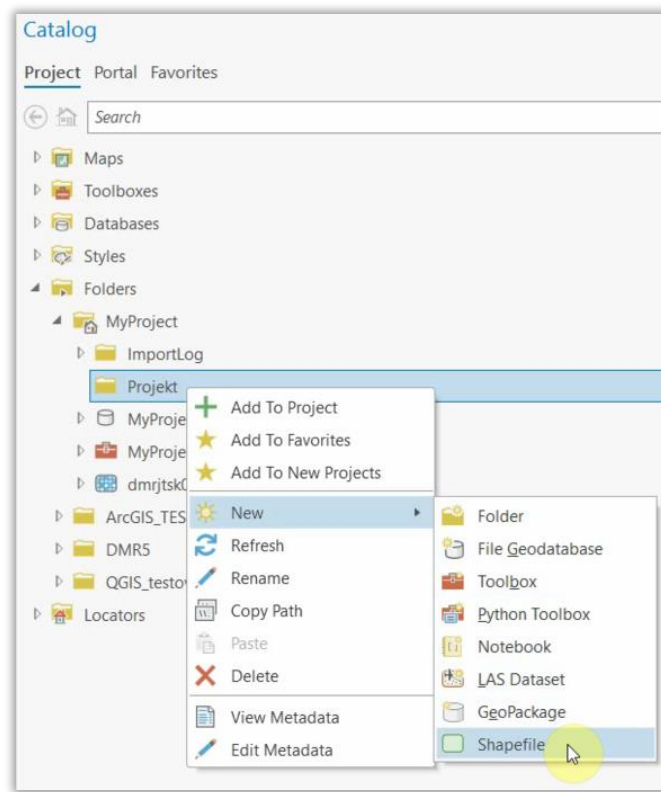 Catalog
Project Portal Favorites
Search
Maps
Toolboxes
Databases
Styles
Folders
MyProject
ImportLog
Projekt
MyProje
MyProje
dmrjtsk
ArcGIS_TES
DMR5
QGIS_testo
Locators
Add To Project
Add To Favorites
Add To New Projects
New
Refresh
Rename
Copy Path
Paste
Delete
View Metadata
Edit Metadata
Folder
File Geodatabase
Toolbox
Python Toolbox
Notebook
LAS Dataset
GeoPackage
Shapefile